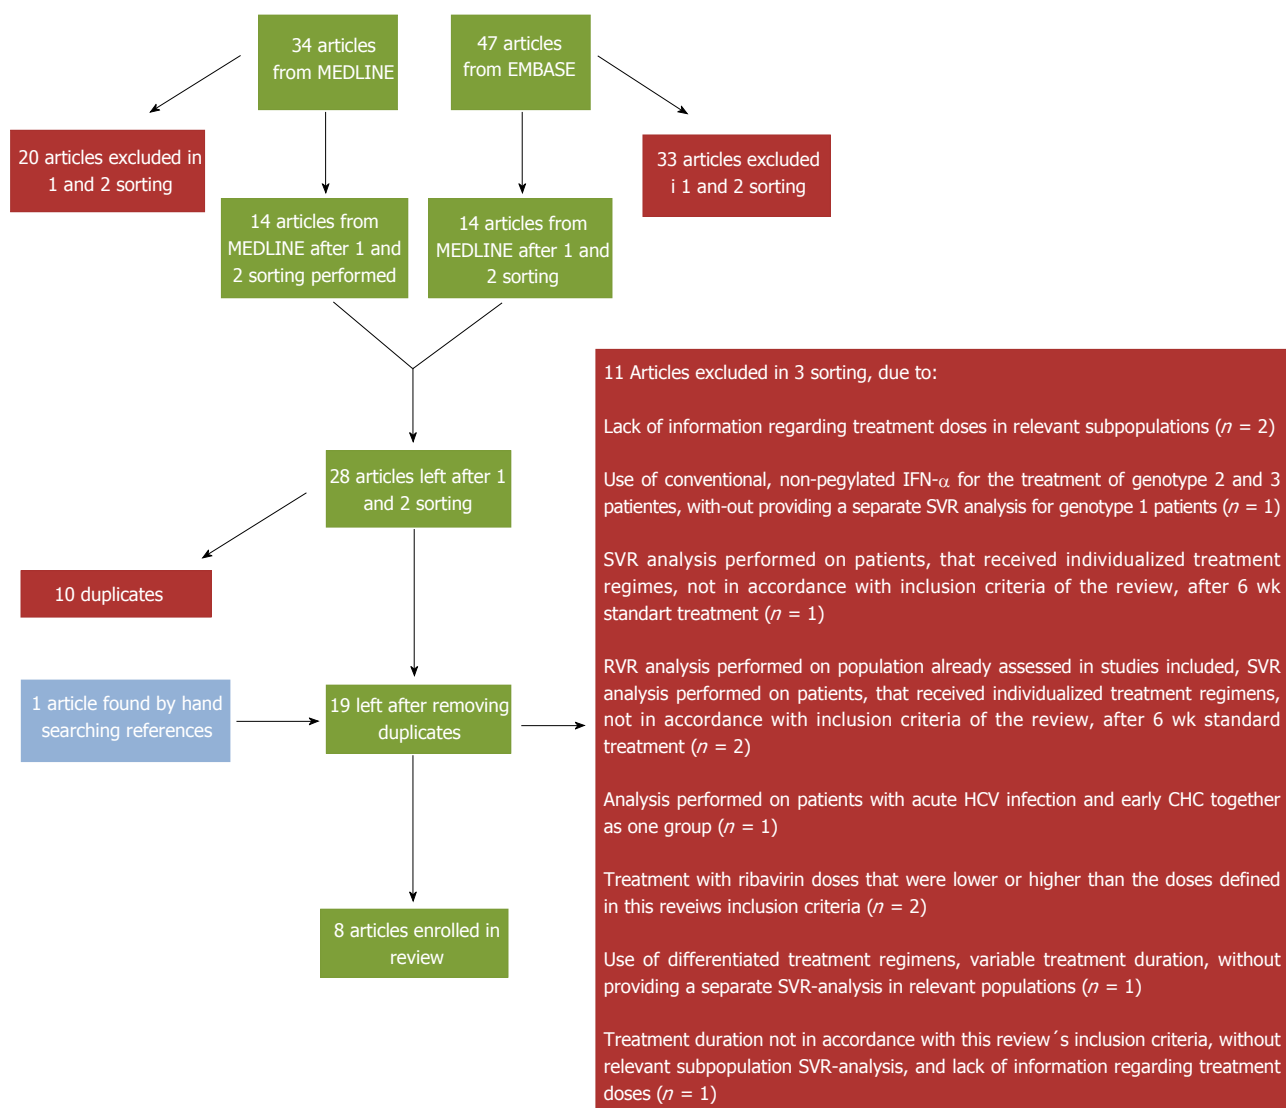 34 articles
from MEDLINE
47 articles
from EMBASE
20 articles excluded in
1 and 2 sorting
33 articles excluded
i 1 and 2 sorting
14 articles from
MEDLINE after 1 and
2 sorting performed
14 articles from
MEDLINE after 1 and
2 sorting
28 articles left after 1
and 2 sorting
10 duplicates
1 article found by hand
searching references
19 left after removing
duplicates
8 articles enrolled in
review
11 Articles excluded in 3 sorting, due to:
Lack of information regarding treatment doses in relevant subpopulations (n = 2)
Use of conventional, non-pegylated IFN-α for the treatment of genotype 2 and 3
patientes, with-out providing a separate SVR analysis for genotype 1 patients (n = 1)
SVR analysis performed on patients, that received individualized treatment
regimes, not in accordance with inclusion criteria of the review, after 6 wk
standart treatment (n = 1)
RVR analysis performed on population already assessed in studies included, SVR
analysis performed on patients, that received individualized treatment regimens,
not in accordance with inclusion criteria of the review, after 6 wk standard
treatment (n = 2)
Analysis performed on patients with acute HCV infection and early CHC together
as one group (n = 1)
Treatment with ribavirin doses that were lower or higher than the doses defined
in this reveiws inclusion criteria (n = 2)
Use of differentiated treatment regimens, variable treatment duration, without
providing a separate SVR-analysis in relevant populations (n = 1)
Treatment duration not in accordance with this review´s inclusion criteria, without
relevant subpopulation SVR-analysis, and lack of information regarding treatment
doses (n = 1)